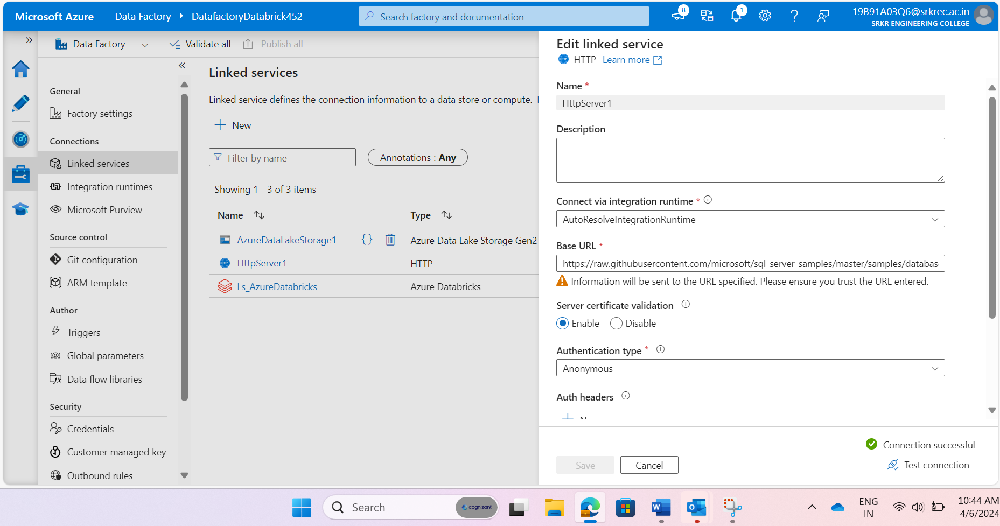 Microsoft Azure
Data Factory
DatafactoryDatabrick452
Search factory and documentation
8
1
19B91A03Q6@srkrec.ac.in
SRKR ENGINEERING COLLEGE
Data Factory
Validate all
Publish all
General
Factory settings
Connections
Linked services
Integration runtimes
Microsoft Purview
Source control
Git configuration
ARM template
Author
Triggers
Global parameters
Data flow libraries
Security
Credentials
Customer managed key
Outbound rules
Linked services
Linked service defines the connection information to a data store or compute.
New
Filter by name
Annotations : Any
Showing 1 - 3 of 3 items
Name
Type
AzureDataLakeStorage1
Azure Data Lake Storage Gen2
HttpServer1
HTTP
Ls_AzureDatabricks
Azure Databricks
Edit linked service
HTTP Learn more
Name *
HttpServer1
Description
Connect via integration runtime *
AutoResolveIntegrationRuntime
Base URL *
https://raw.githubusercontent.com/microsoft/sql-server-samples/master/samples/database
Information will be sent to the URL specified. Please ensure you trust the URL entered.
Server certificate validation
Enable
Disable
Authentication type *
Anonymous
Auth headers
New
Connection successful
Save
Cancel
Test connection
Search
cognizant
ENG
IN
10:44 AM
4/6/2024